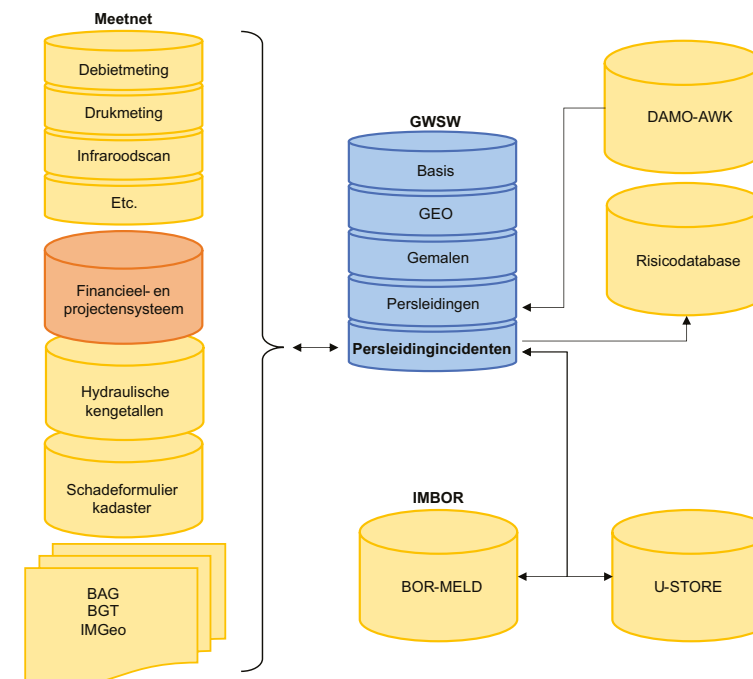 Meetnet
Debietmeting
Drukmeting
Infraroodscan
Etc.
Financieel- en
projectensysteem
Hydraulische
kengetallen
Schadeformulier
kadaster
BAG
BGT
IMGeo
GWSW
Basis
GEO
Gemalen
Persleidingen
Persleidingincidenten
IMBOR
BOR-MELD
DAMO-AWK
Risicodatabase
U-STORE